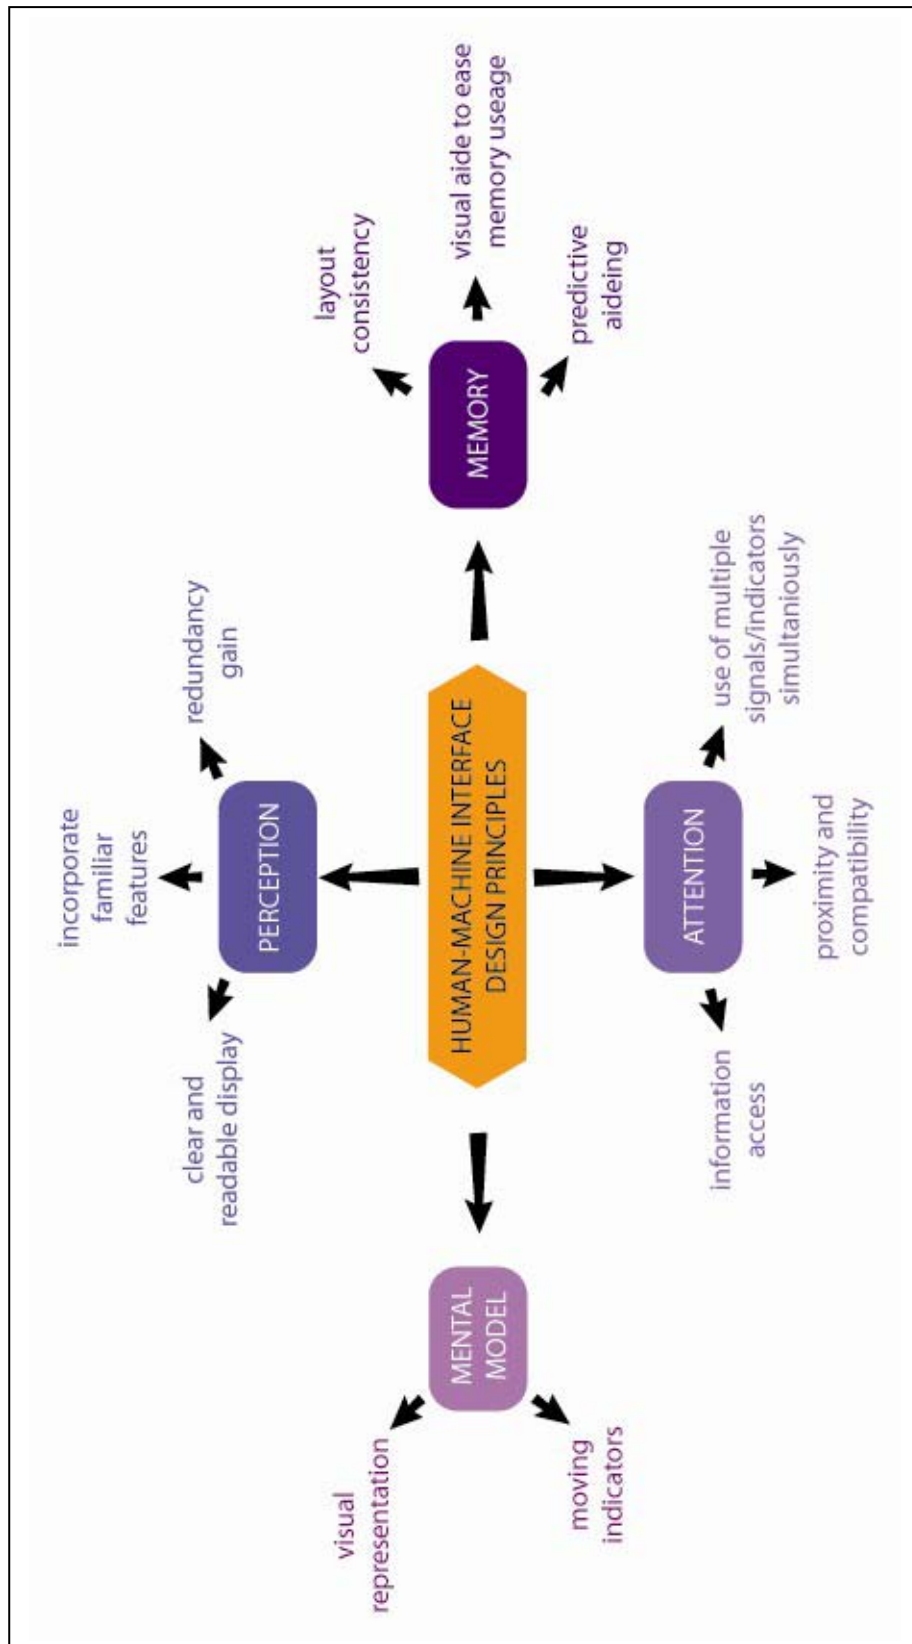 incorporate
familiar
features
clear and
readable display
redundancy
gain
PERCEPTION
visual
representation
MENTAL
MODEL
moving
indicators
HUMAN-MACHINE INTERFACE
DESIGN PRINCIPLES
layout
consistency
MEMORY
visual aide to ease
memory useage
predictive
aideing
ATTENTION
information
access
proximity and
compatibility
use of multiple
signals/indicators
simultaniously